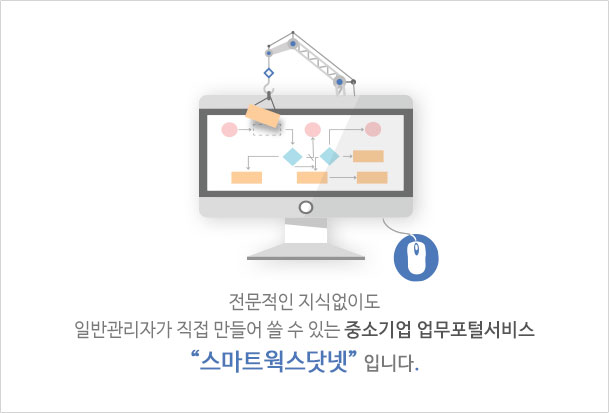 전문적인 지식없이도
일반관리자가 직접 만들어 쓸 수 있는 중소기업 업무포털서비스
“스마트웍스닷넷” 입니다.